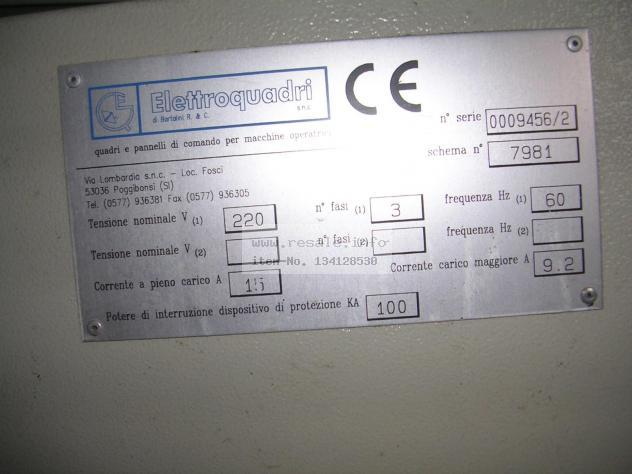 Elettroquadri
s.n.c.
di Bartalini R. & C.
CE
quadri e pannelli di comando per macchine operatrici
n° serie 0009456/2
Via Lombardia s.n.c. - Loc. Fosci
53036 Poggibonsi (SI)
Tel. (0577) 936381 Fax (0577) 936305
schema n° 7981
Tensione nominale V (1) 220 n° fasi (1) 3 frequenza Hz (1) 60
Tensione nominale V (2) n° fasi (2) frequenza Hz (2)
www.resale.info
item No. 134128538
Corrente a pieno carico A 15 Corrente carico maggiore A 9.2
Potere di interruzione dispositivo di protezione KA 100